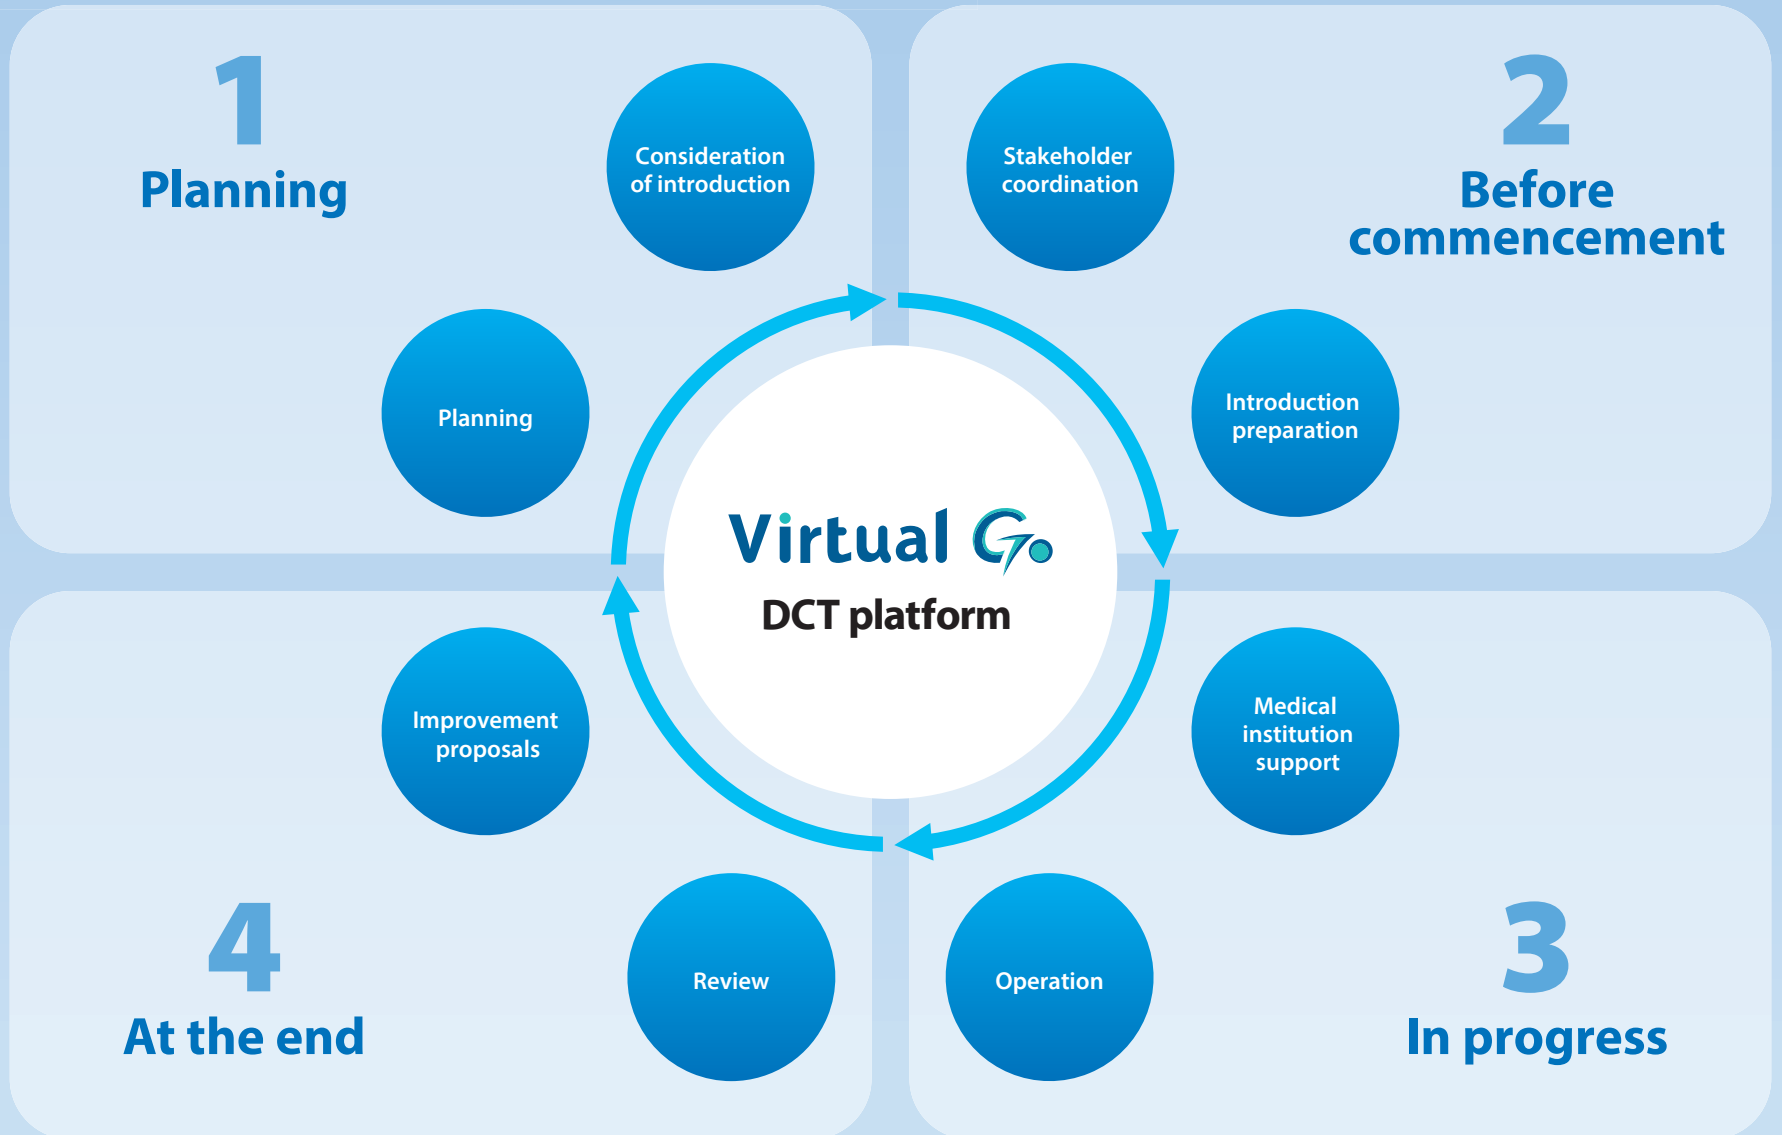 1
Planning
Consideration
of introduction
Planning
2
Before
commencement
Stakeholder
coordination
Introduction
preparation
Virtual Go
DCT platform
3
In progress
Medical
institution
support
Operation
4
At the end
Review
Improvement
proposals